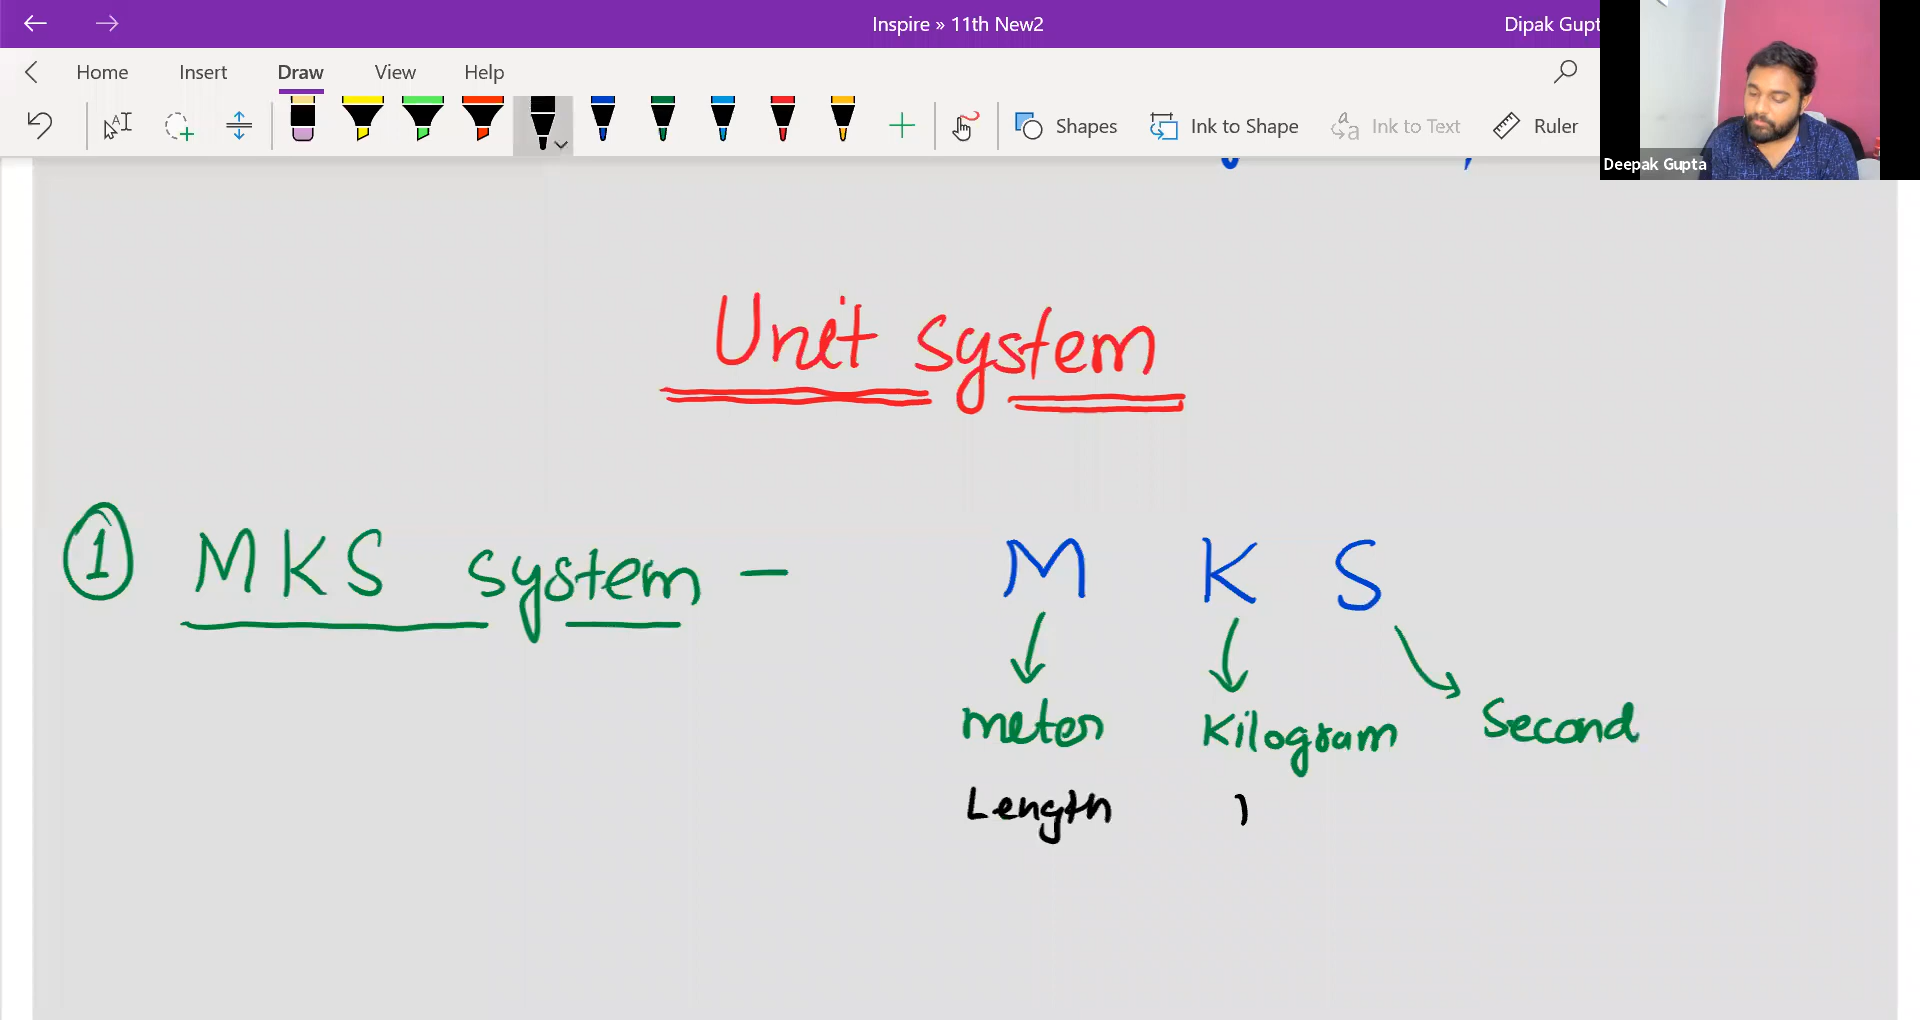 Inspire » 11th New2
Dipak Gupt
Home Insert Draw View Help
Shapes Ink to Shape Ink to Text Ruler
Deepak Gupta
Unit system
1 MKS system - M K S
meter Kilogram Second
Length